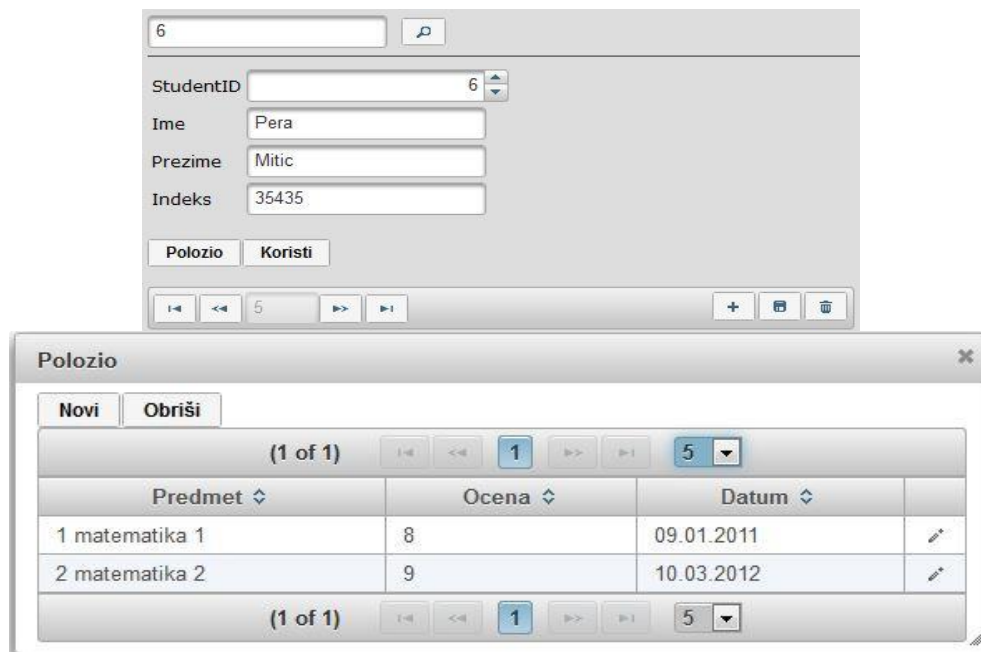 6
StudentID 6
Ime Pera
Prezime Mitic
Indeks 35435
Polozio Koristi
5
Polozio
Novi Obriši
(1 of 1) 1 5
Predmet Ocena Datum
1 matematika 1 8 09.01.2011
2 matematika 2 9 10.03.2012
(1 of 1) 1 5